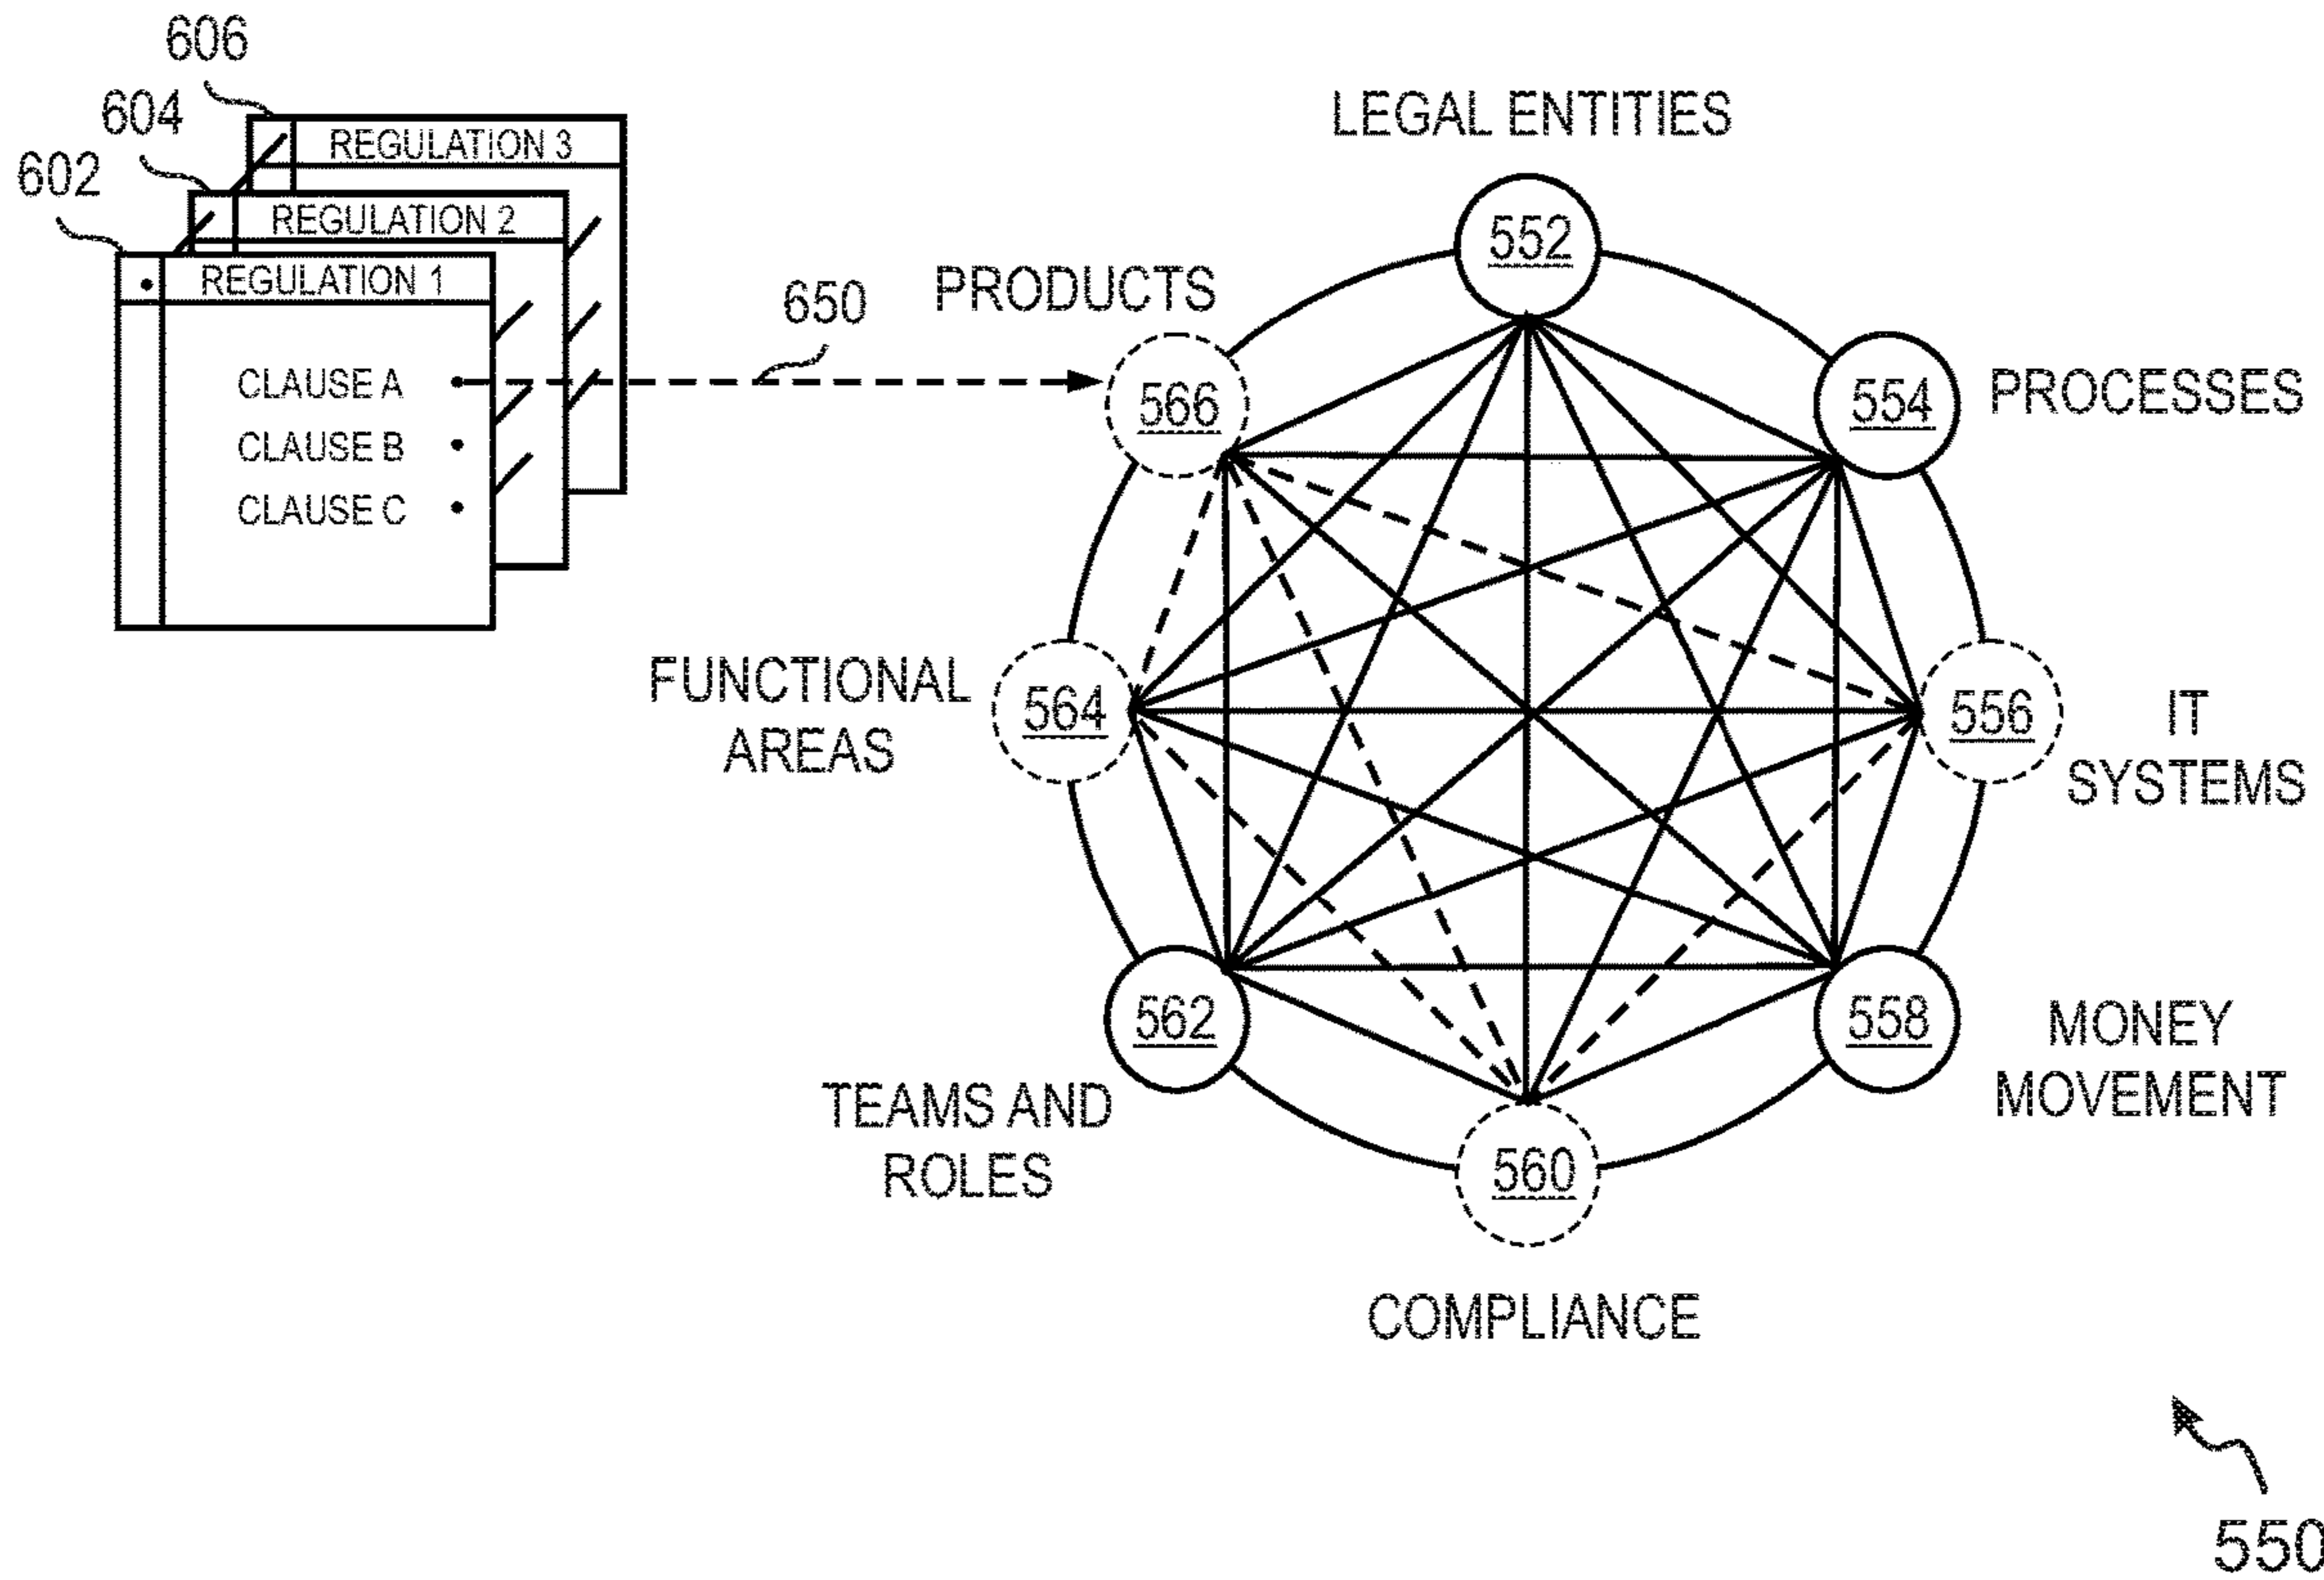 606
604
602
REGULATION 3
REGULATION 2
REGULATION 1
CLAUSE A
CLAUSE B
CLAUSE C
650
LEGAL ENTITIES
552
PRODUCTS
566
554
PROCESSES
FUNCTIONAL
AREAS
564
556
IT
SYSTEMS
562
TEAMS AND
ROLES
558
MONEY
MOVEMENT
560
COMPLIANCE
550